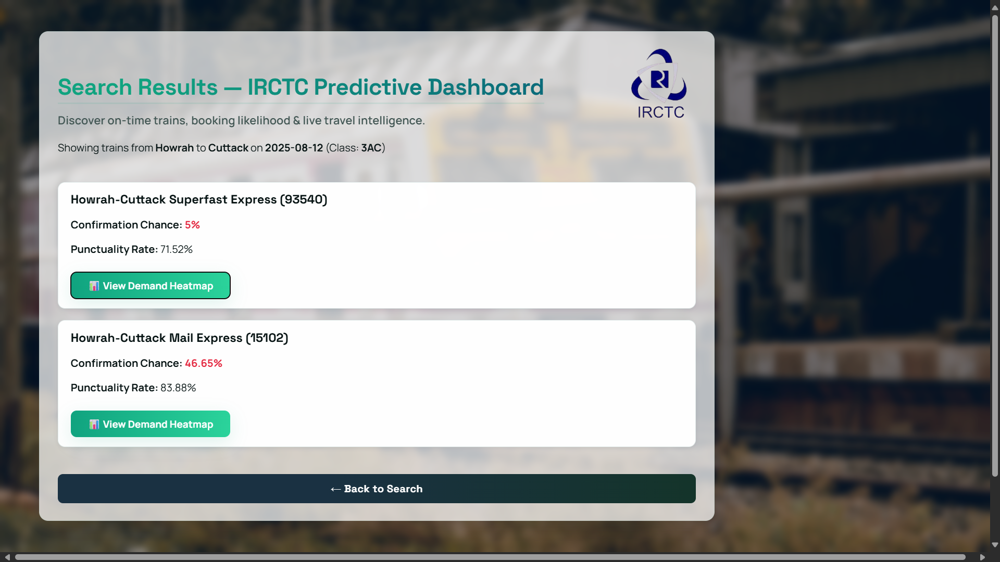 IRCTC
Search Results — IRCTC Predictive Dashboard
Discover on-time trains, booking likelihood & live travel intelligence.
Showing trains from Howrah to Cuttack on 2025-08-12 (Class: 3AC)
Howrah-Cuttack Superfast Express (93540)
Confirmation Chance: 5%
Punctuality Rate: 71.52%
📊 View Demand Heatmap
Howrah-Cuttack Mail Express (15102)
Confirmation Chance: 46.65%
Punctuality Rate: 83.88%
📊 View Demand Heatmap
← Back to Search